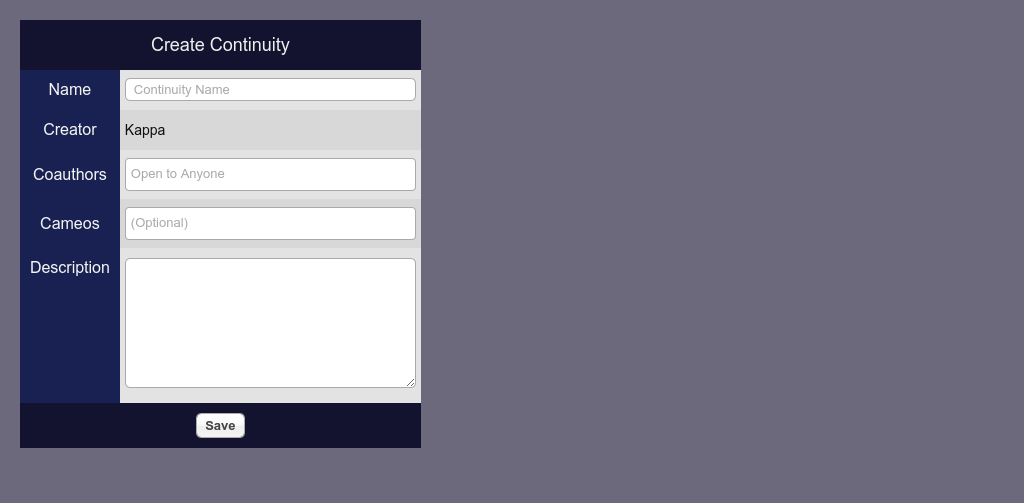 Create Continuity
Name
Continuity Name
Creator
Kappa
Coauthors
Open to Anyone
Cameos
(Optional)
Description
Save